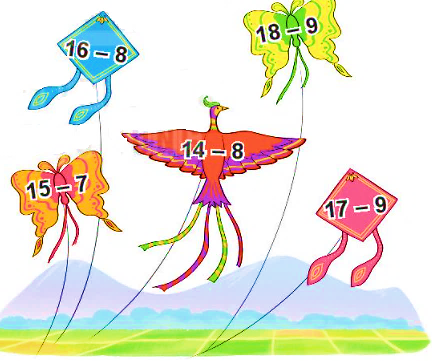 16 – 8
18 – 9
14 – 8
15 – 7
17 – 9